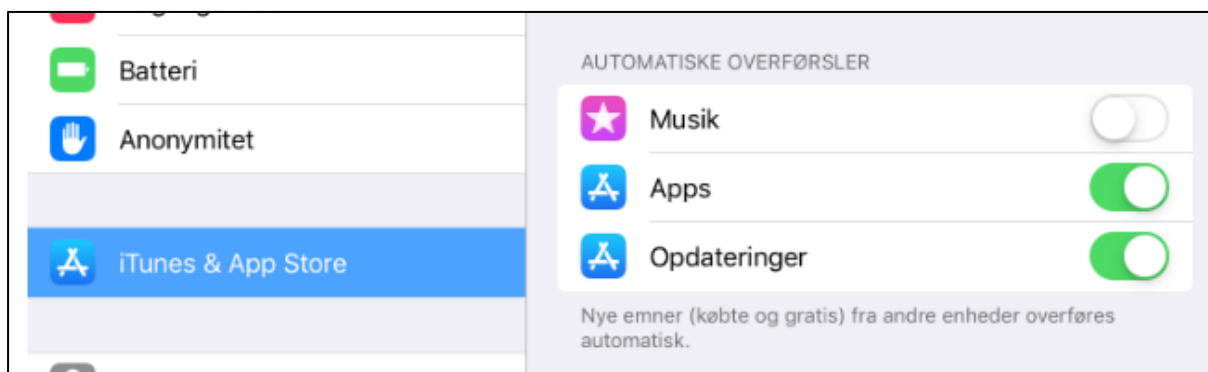 Batteri
Anonymitet
iTunes & App Store
AUTOMATISKE OVERFØRSLER
Musik
Apps
Opdateringer
Nye emner (købte og gratis) fra andre enheder overføres
automatisk.